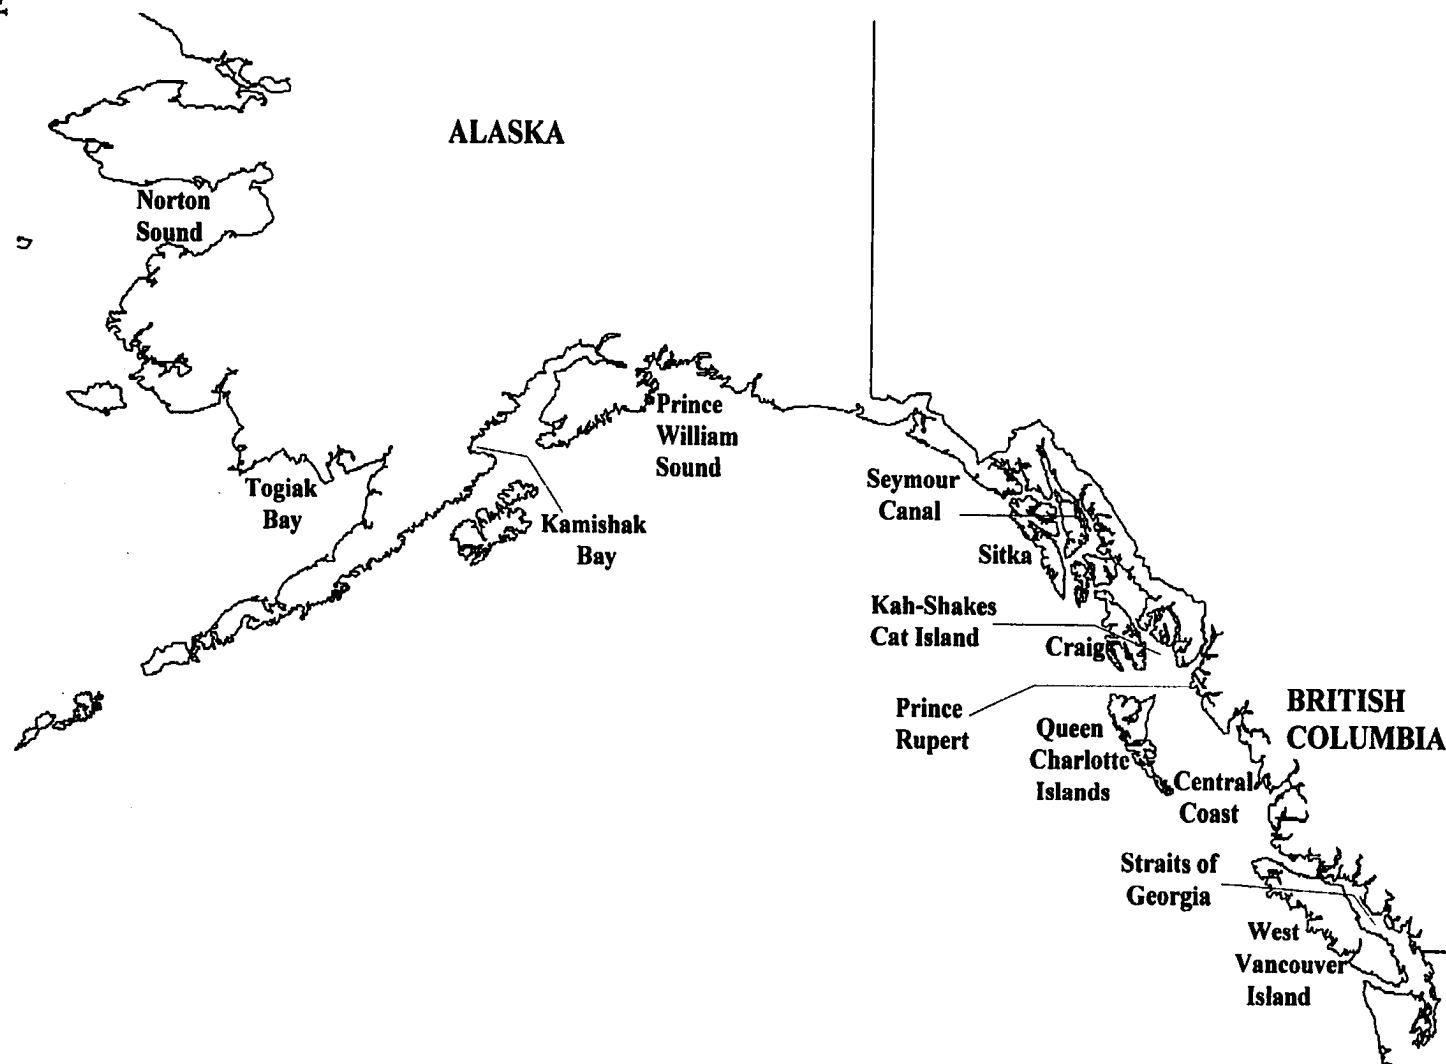 ALASKA
Norton
Sound
Prince
William
Sound
Togiak
Bay
Kamishak
Bay
Seymour
Canal
Sitka
Kah-Shakes
Cat Island
Craig
Prince
Rupert
BRITISH
COLUMBIA
Queen
Charlotte
Islands
Central
Coast
Straits of
Georgia
West
Vancouver
Island